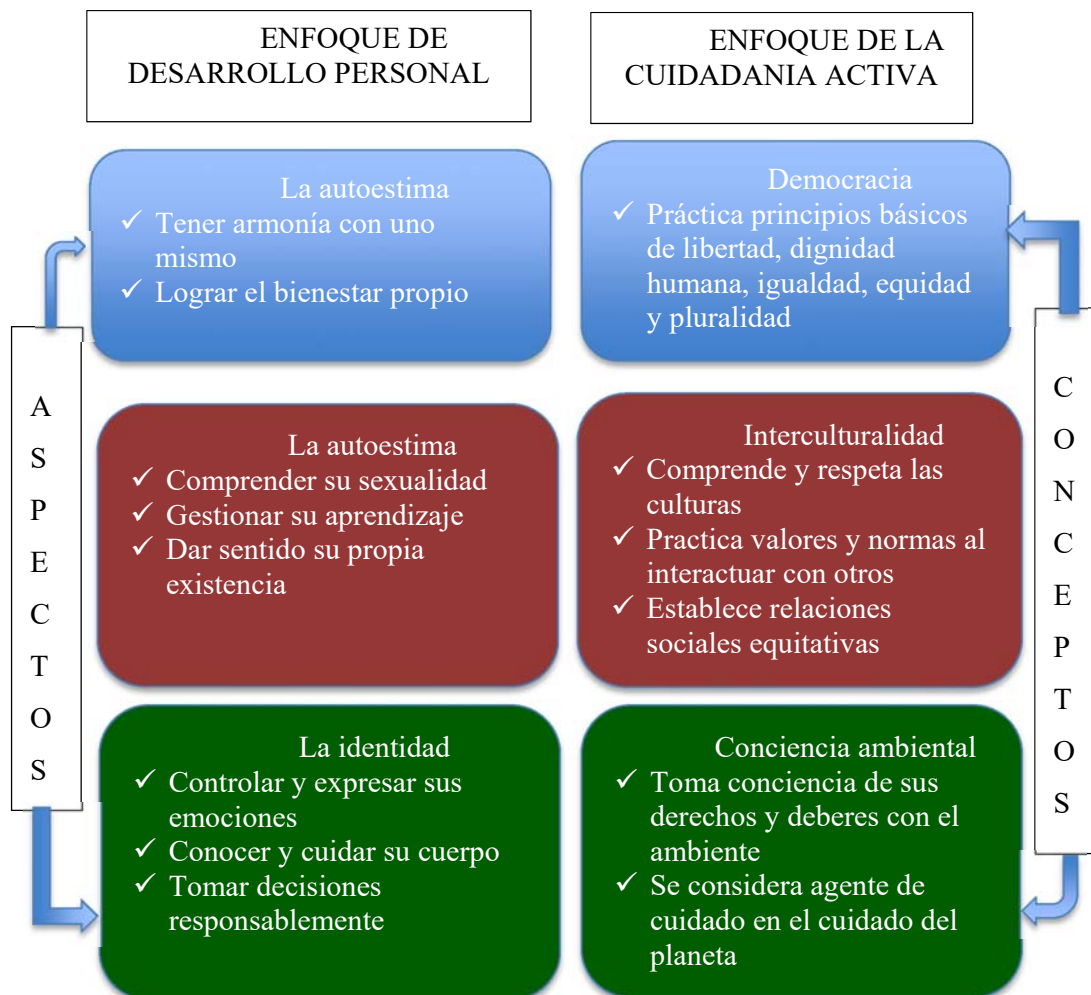 ENFOQUE DE
DESARROLLO PERSONAL
ENFOQUE DE LA
CUIDADANIA ACTIVA
A
S
P
E
C
T
O
S
La autoestima
✓ Tener armonía con uno
mismo
✓ Lograr el bienestar propio
La autoestima
✓ Comprender su sexualidad
✓ Gestionar su aprendizaje
✓ Dar sentido su propia
existencia
La identidad
✓ Controlar y expresar sus
emociones
✓ Conocer y cuidar su cuerpo
✓ Tomar decisiones
responsablemente
Democracia
✓ Práctica principios básicos
de libertad, dignidad
humana, igualdad, equidad
y pluralidad
Interculturalidad
✓ Comprende y respeta las
culturas
✓ Practica valores y normas al
interactuar con otros
✓ Establece relaciones
sociales equitativas
Conciencia ambiental
✓ Toma conciencia de sus
derechos y deberes con el
ambiente
✓ Se considera agente de
cuidado en el cuidado del
planeta
C
O
N
C
E
P
T
O
S